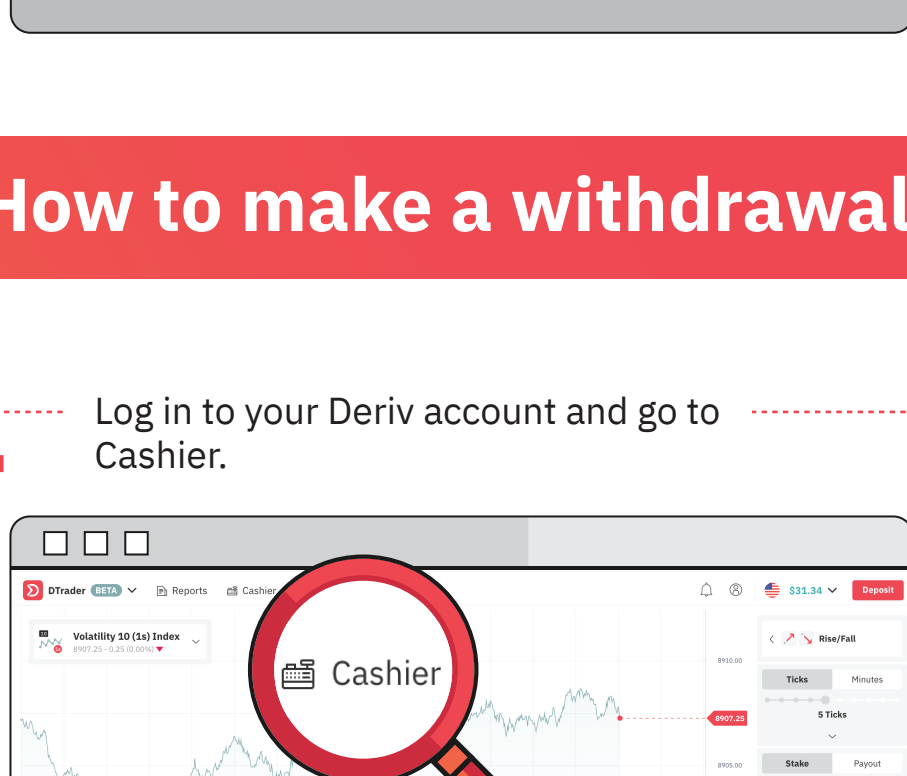 How to make a withdrawal
Log in to your Deriv account and go to
Cashier.
DTrader BETA Reports Cashier $31.34 Deposit
Volatility 10 (1s) Index
8907.25 - 0.25 (0.00%)
Rise/Fall
8910.00
Cashier
Ticks Minutes
5 Ticks
8907.25
Stake Payout
8905.00